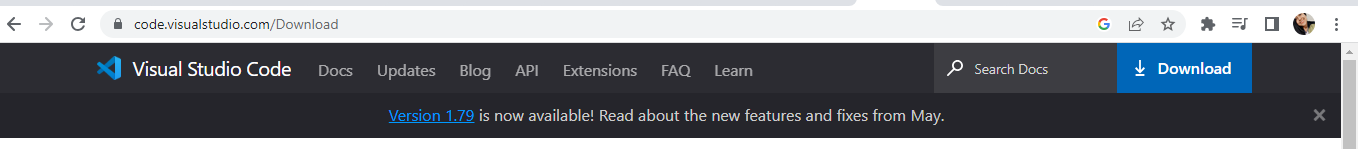 code.visualstudio.com/Download
Visual Studio Code Docs Updates Blog API Extensions FAQ Learn Search Docs Download
Version 1.79 is now available! Read about the new features and fixes from May.